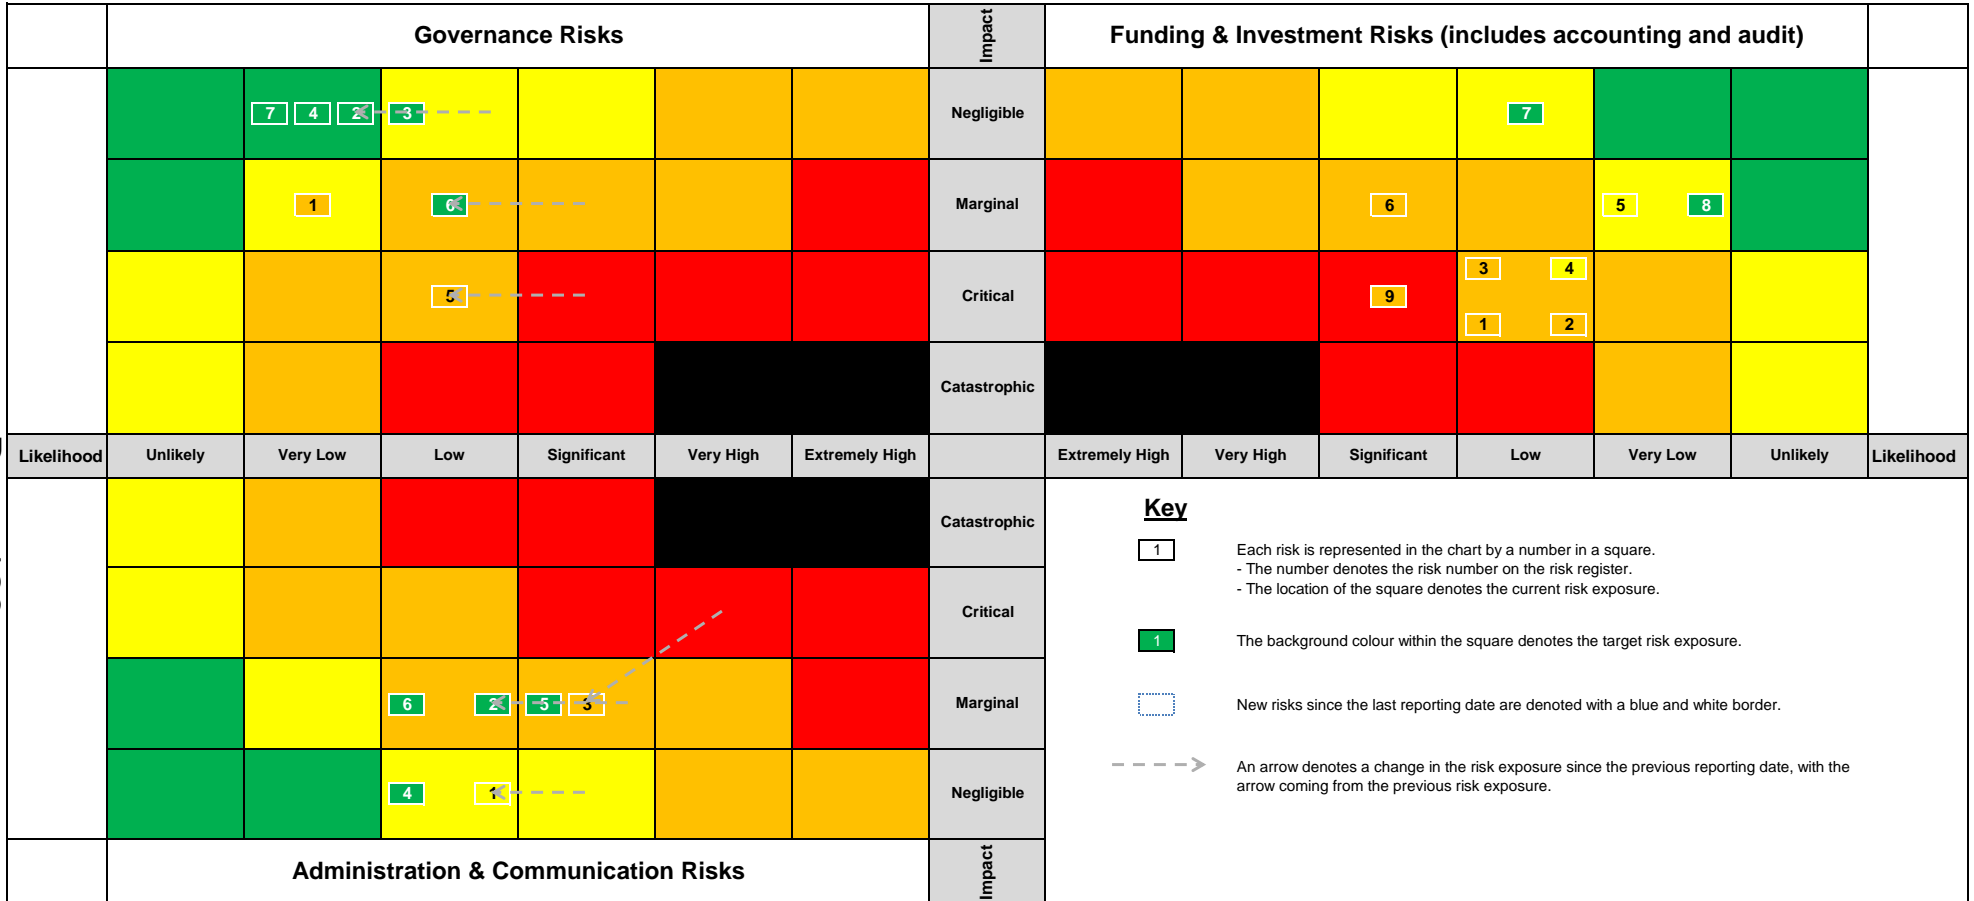 Governance Risks
Impact
Funding & Investment Risks (includes accounting and audit)
7 4 2 3
Negligible
7
1 6
Marginal
6 5 8
5
Critical
3 4
9
1 2
Catastrophic
Likelihood Unlikely Very Low Low Significant Very High Extremely High
Extremely High Very High Significant Low Very Low Unlikely Likelihood
Catastrophic
Critical
6 2 5 3
Marginal
4 1
Negligible
Administration & Communication Risks
Impact
Key
1 Each risk is represented in the chart by a number in a square.
- The number denotes the risk number on the risk register.
- The location of the square denotes the current risk exposure.
1 The background colour within the square denotes the target risk exposure.
New risks since the last reporting date are denoted with a blue and white border.
An arrow denotes a change in the risk exposure since the previous reporting date, with the
arrow coming from the previous risk exposure.